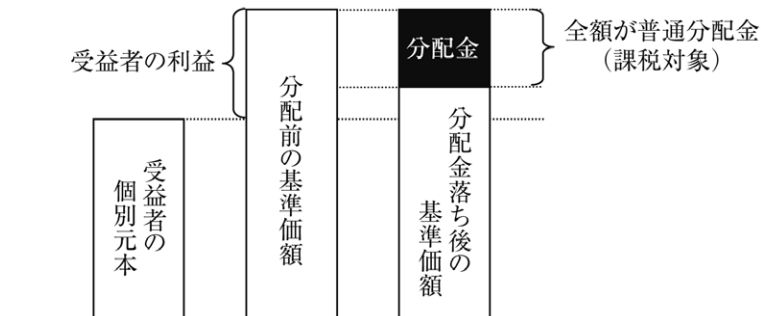 受益者の利益
分配金
全額が普通分配金
（課税対象）
受益者の
個別元本
分配前の基準価額
分配金落ち後の
基準価額